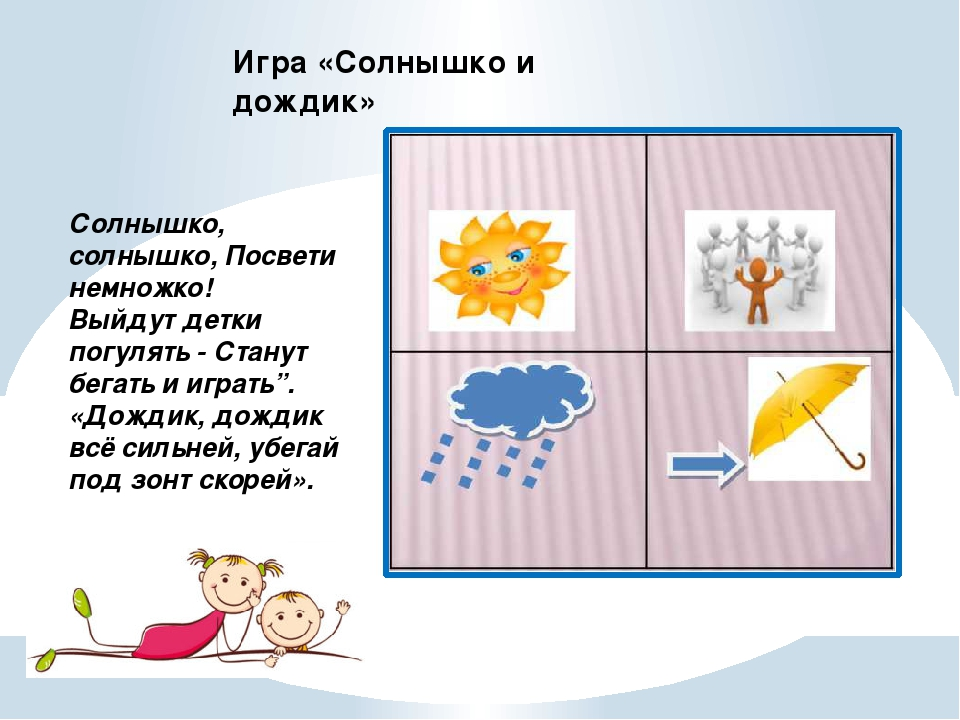 Игра «Солнышко и
дождик»
Солнышко,
солнышко, Посвети
немножко!
Выйдут детки
погулять - Станут
бегать и играть”.
«Дождик, дождик
всё сильней, убегай
под зонт скорей».